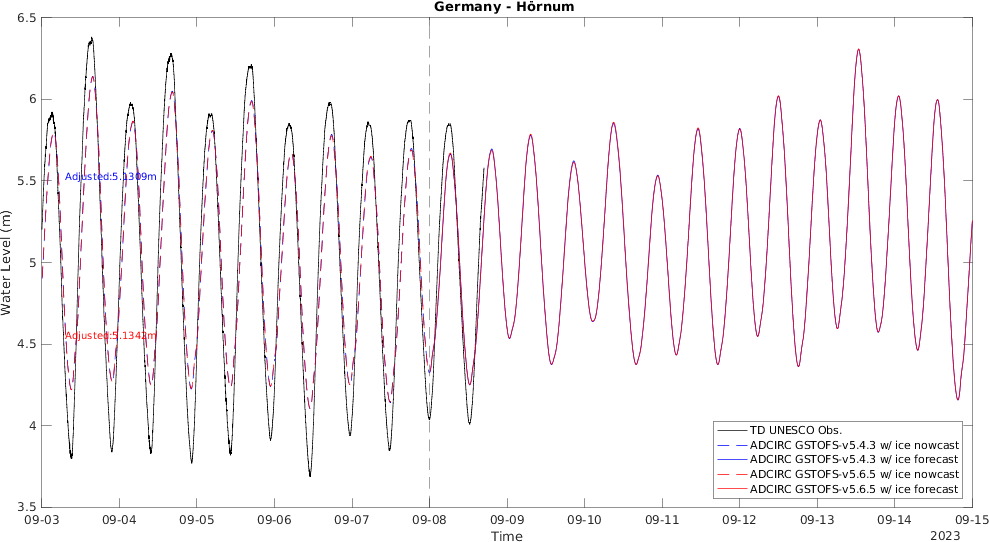 Germany - Hörnum
6.5
6
5.5
5
4.5
4
3.5
Water Level (m)
Adjusted:5.1309m
Adjusted:5.1342m
TD UNESCO Obs.
ADCIRC GSTOFS-v5.4.3 w/ ice nowcast
ADCIRC GSTOFS-v5.4.3 w/ ice forecast
ADCIRC GSTOFS-v5.6.5 w/ ice nowcast
ADCIRC GSTOFS-v5.6.5 w/ ice forecast
09-03 09-04 09-05 09-06 09-07 09-08 09-09 09-10 09-11 09-12 09-13 09-14 09-15
Time
2023